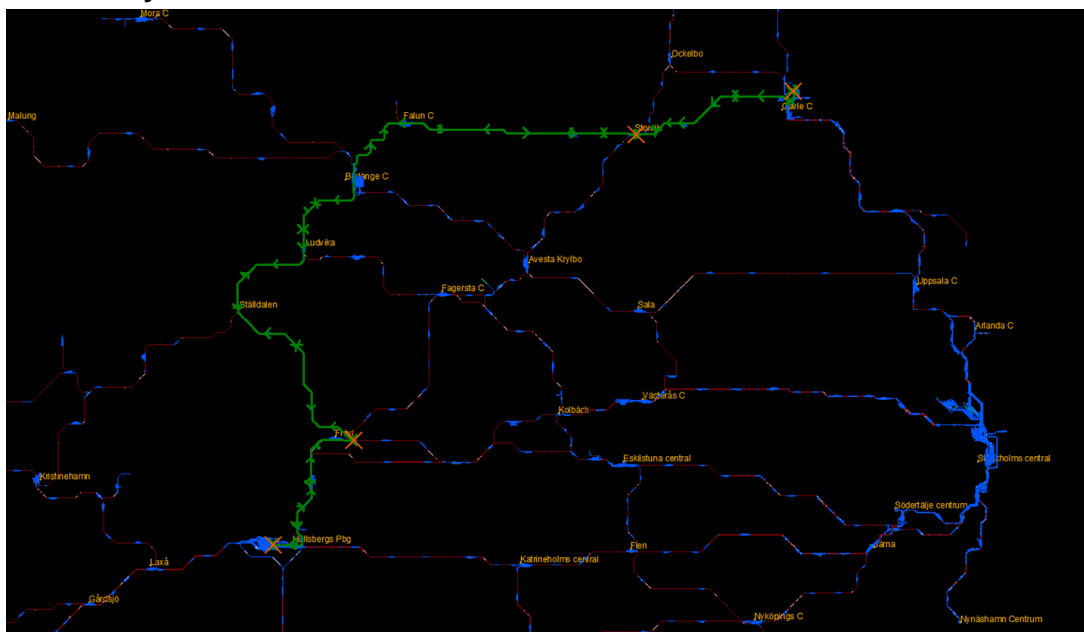 Mora C
Ockelbo
Gävle C
Malung
Falun C
Storvik
Borlänge C
Ludvika
Avesta Krylbo
Fagersta C
Uppsala C
Ställdalen
Sala
Arlanda C
Västerås C
Kolbäck
Frövi
Eskilstuna central
Stockholms central
Kristinehamn
Södertälje centrum
Hallsbergs Pbg
Flen
Järna
Laxå
Katrineholms central
Gårdsjö
Nyköpings C
Nynäshamn Centrum